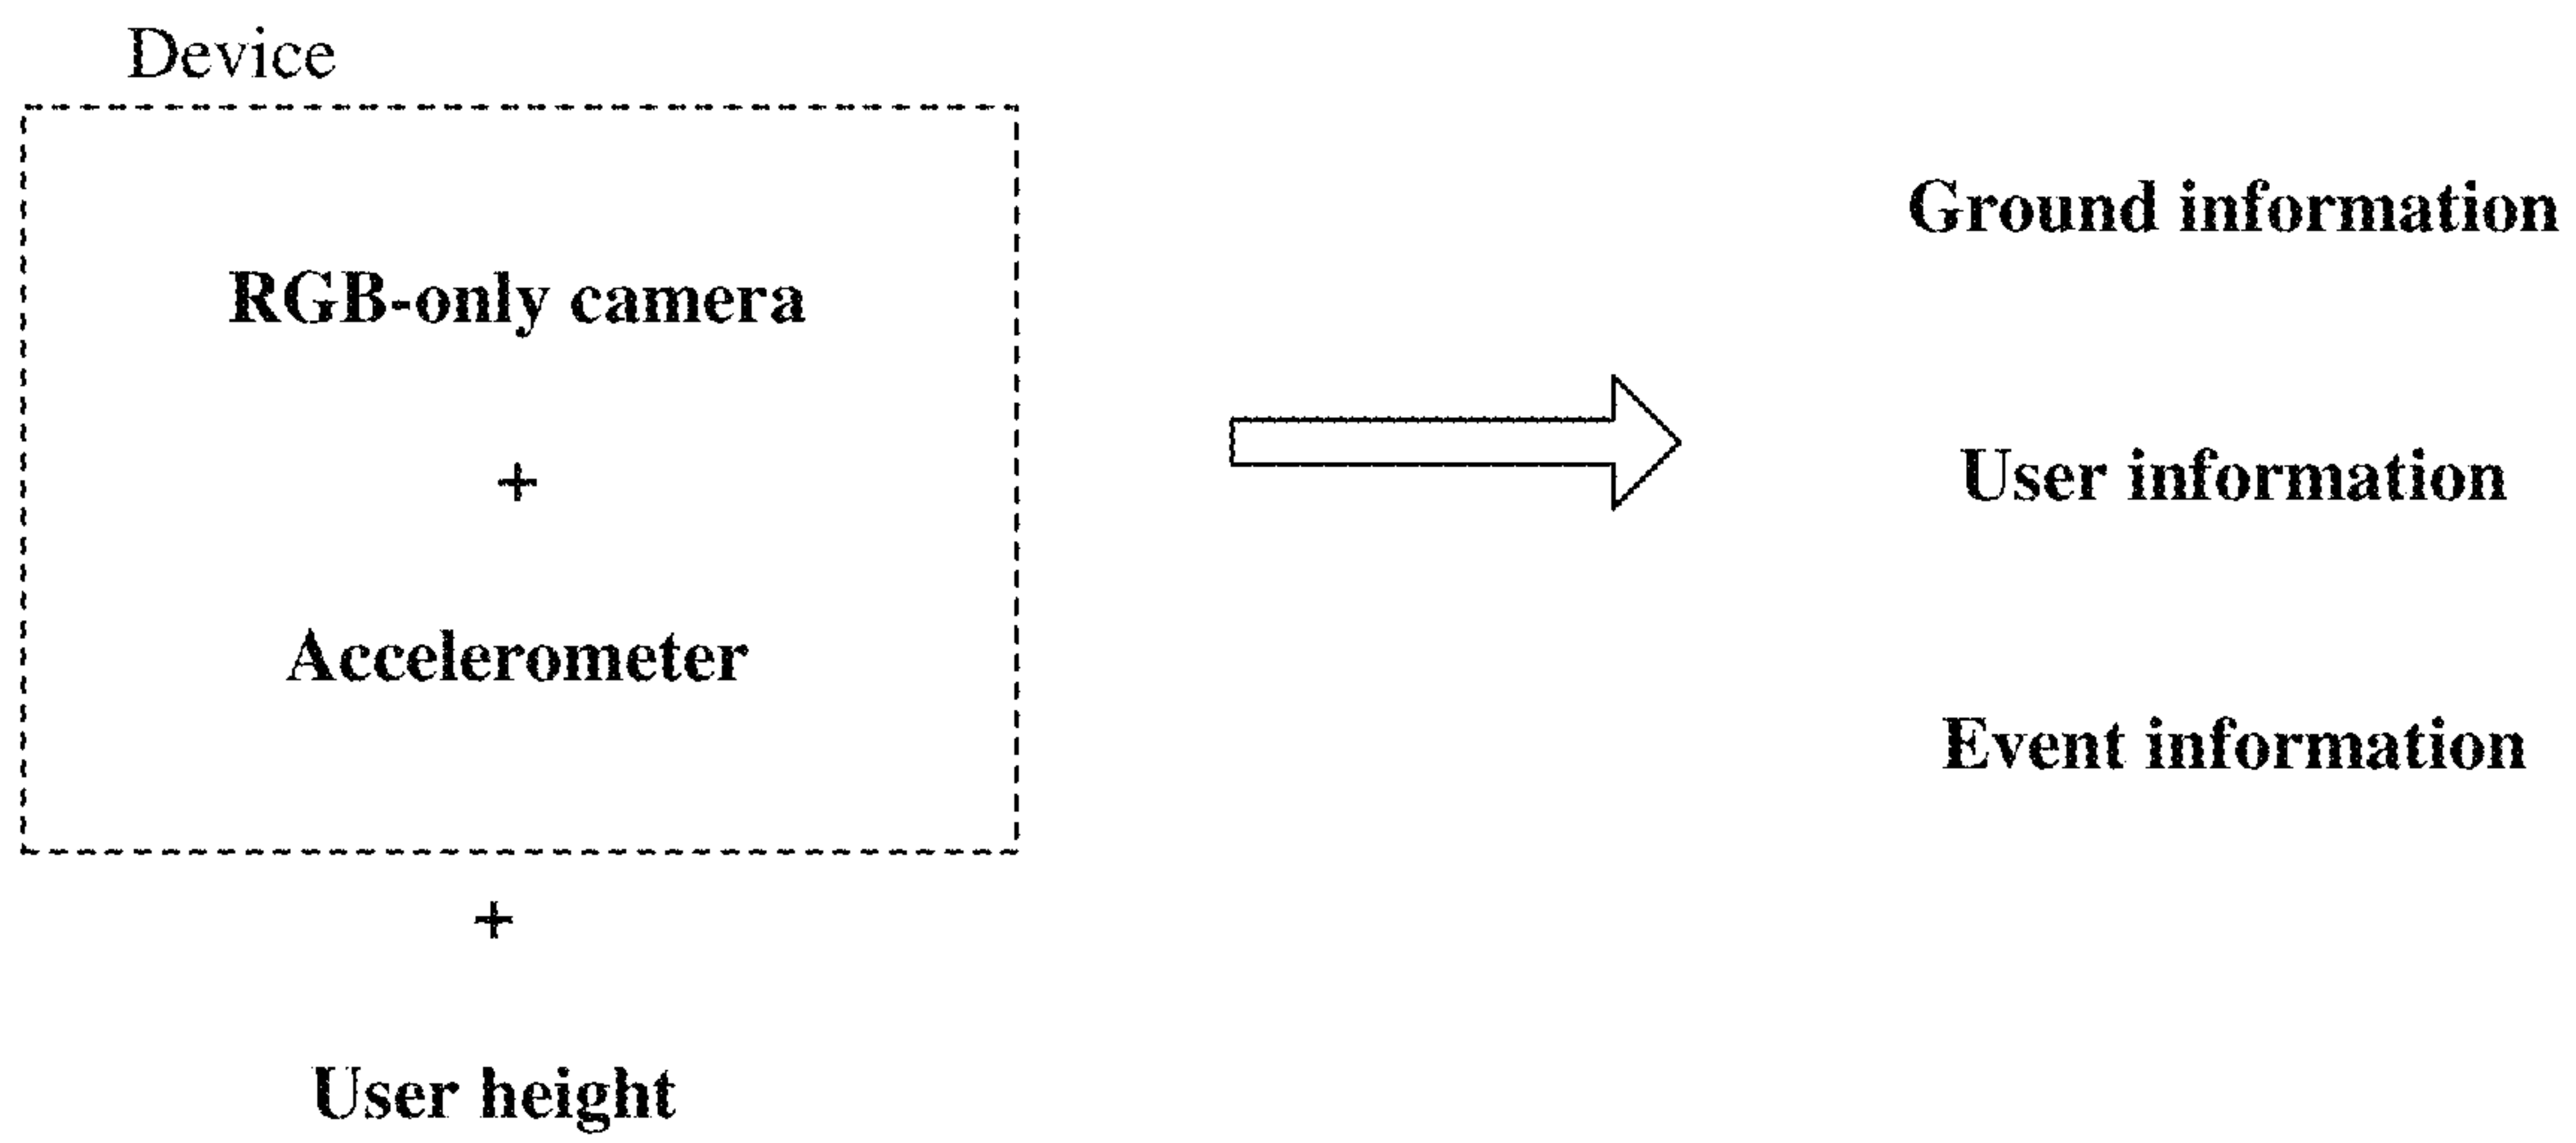 Device
RGB-only camera
+
Accelerometer
+
User height
Ground information
User information
Event information